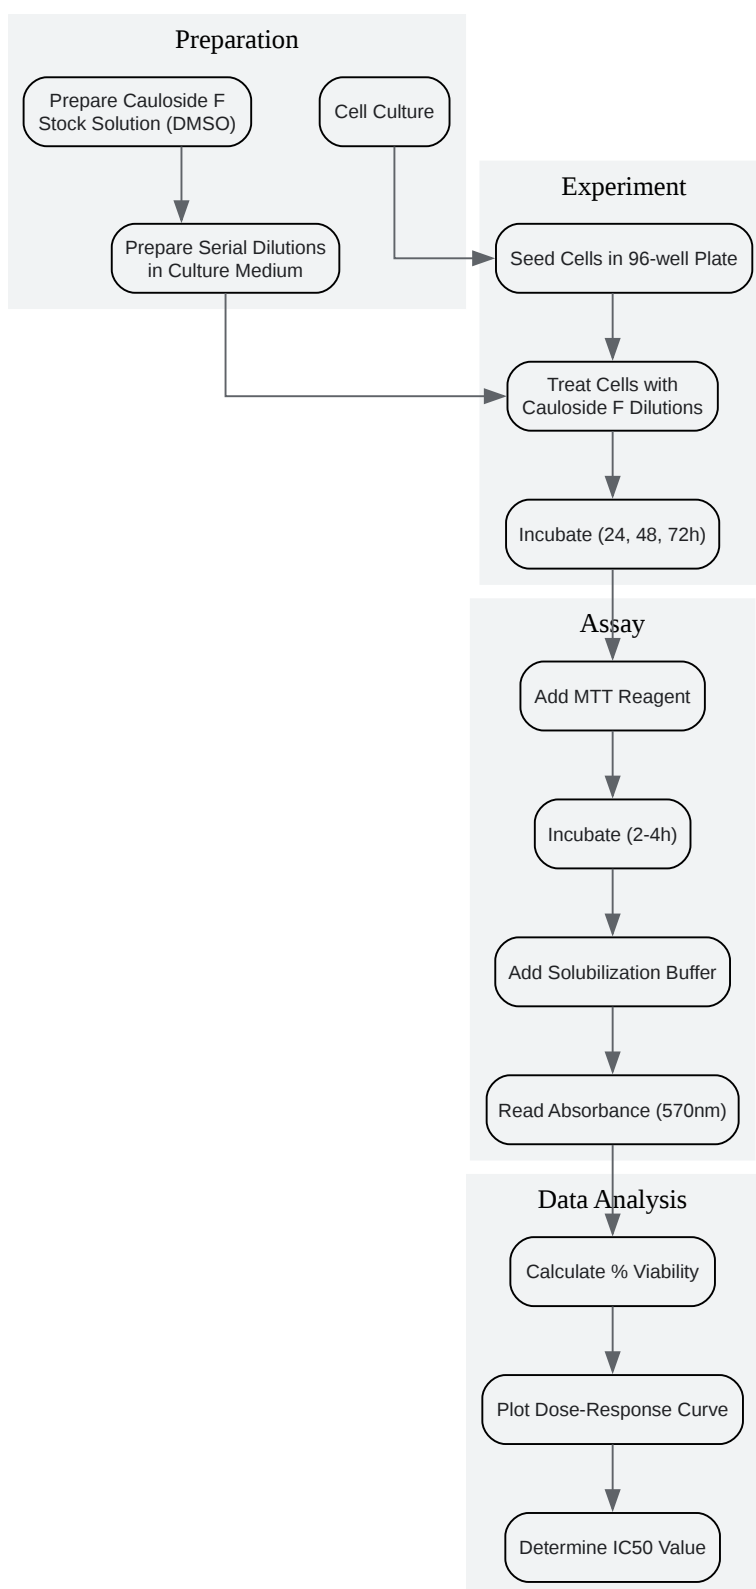 Preparation
Prepare Cauloside F
Stock Solution (DMSO)
Cell Culture
Prepare Serial Dilutions
in Culture Medium
Experiment
Seed Cells in 96-well Plate
Treat Cells with
Cauloside F Dilutions
Incubate (24, 48, 72h)
Assay
Add MTT Reagent
Incubate (2-4h)
Add Solubilization Buffer
Read Absorbance (570nm)
Data Analysis
Calculate % Viability
Plot Dose-Response Curve
Determine IC50 Value